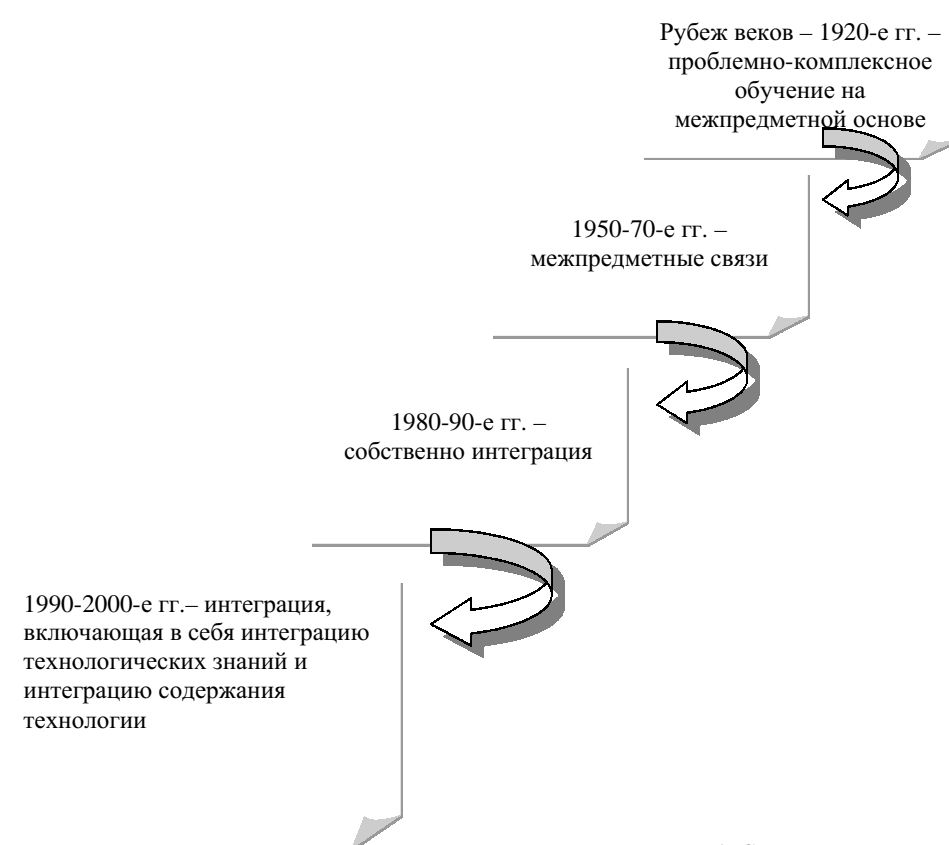 Рубеж веков – 1920-е гг. –
проблемно-комплексное
обучение на
межпредметной основе
1950-70-е гг. –
межпредметные связи
1980-90-е гг. –
собственно интеграция
1990-2000-е гг.– интеграция,
включающая в себя интеграцию
технологических знаний и
интеграцию содержания
технологии